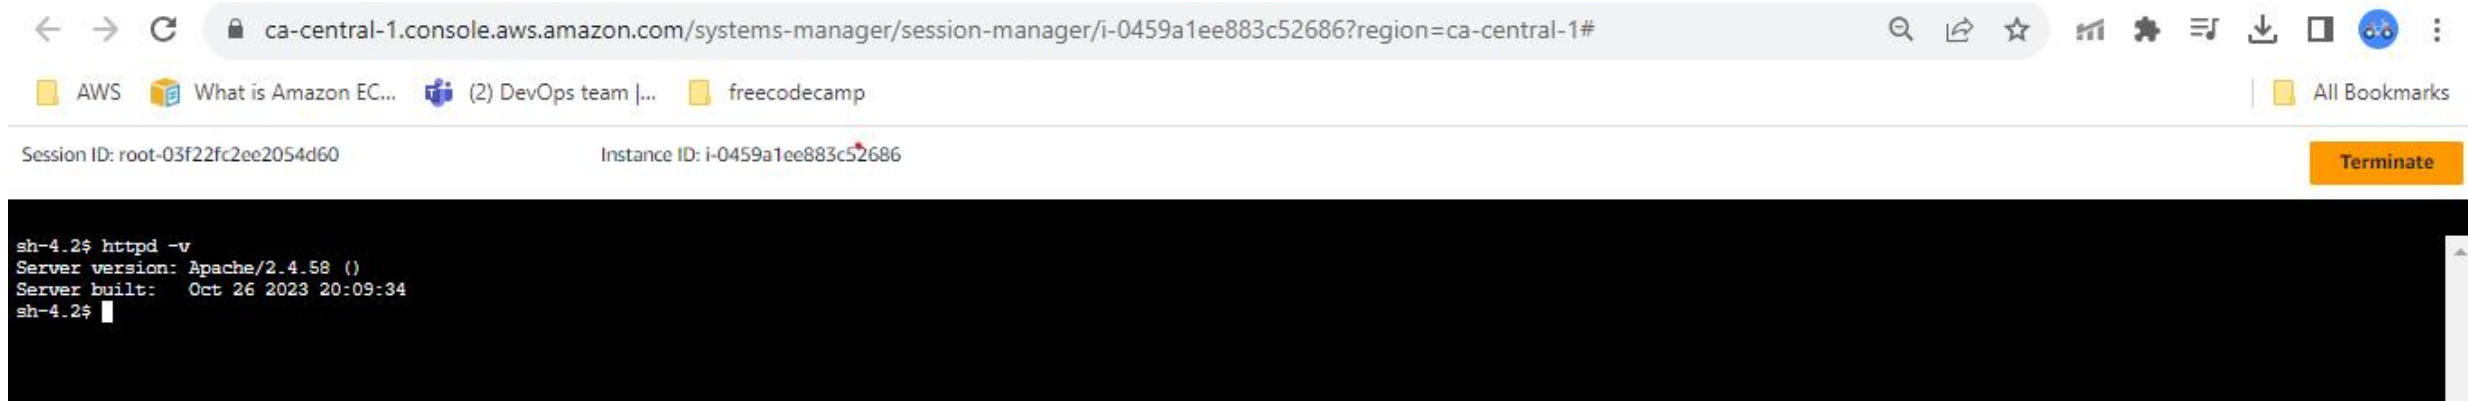 ca-central-1.console.aws.amazon.com/systems-manager/session-manager/i-0459a1ee883c52686?region=ca-central-1#
AWS What is Amazon EC... (2) DevOps team |... freecodecamp All Bookmarks
Session ID: root-03f22fc2ee2054d60 Instance ID: i-0459a1ee883c52686 Terminate
sh-4.2$ httpd -v
Server version: Apache/2.4.58 ()
Server built:   Oct 26 2023 20:09:34
sh-4.2$